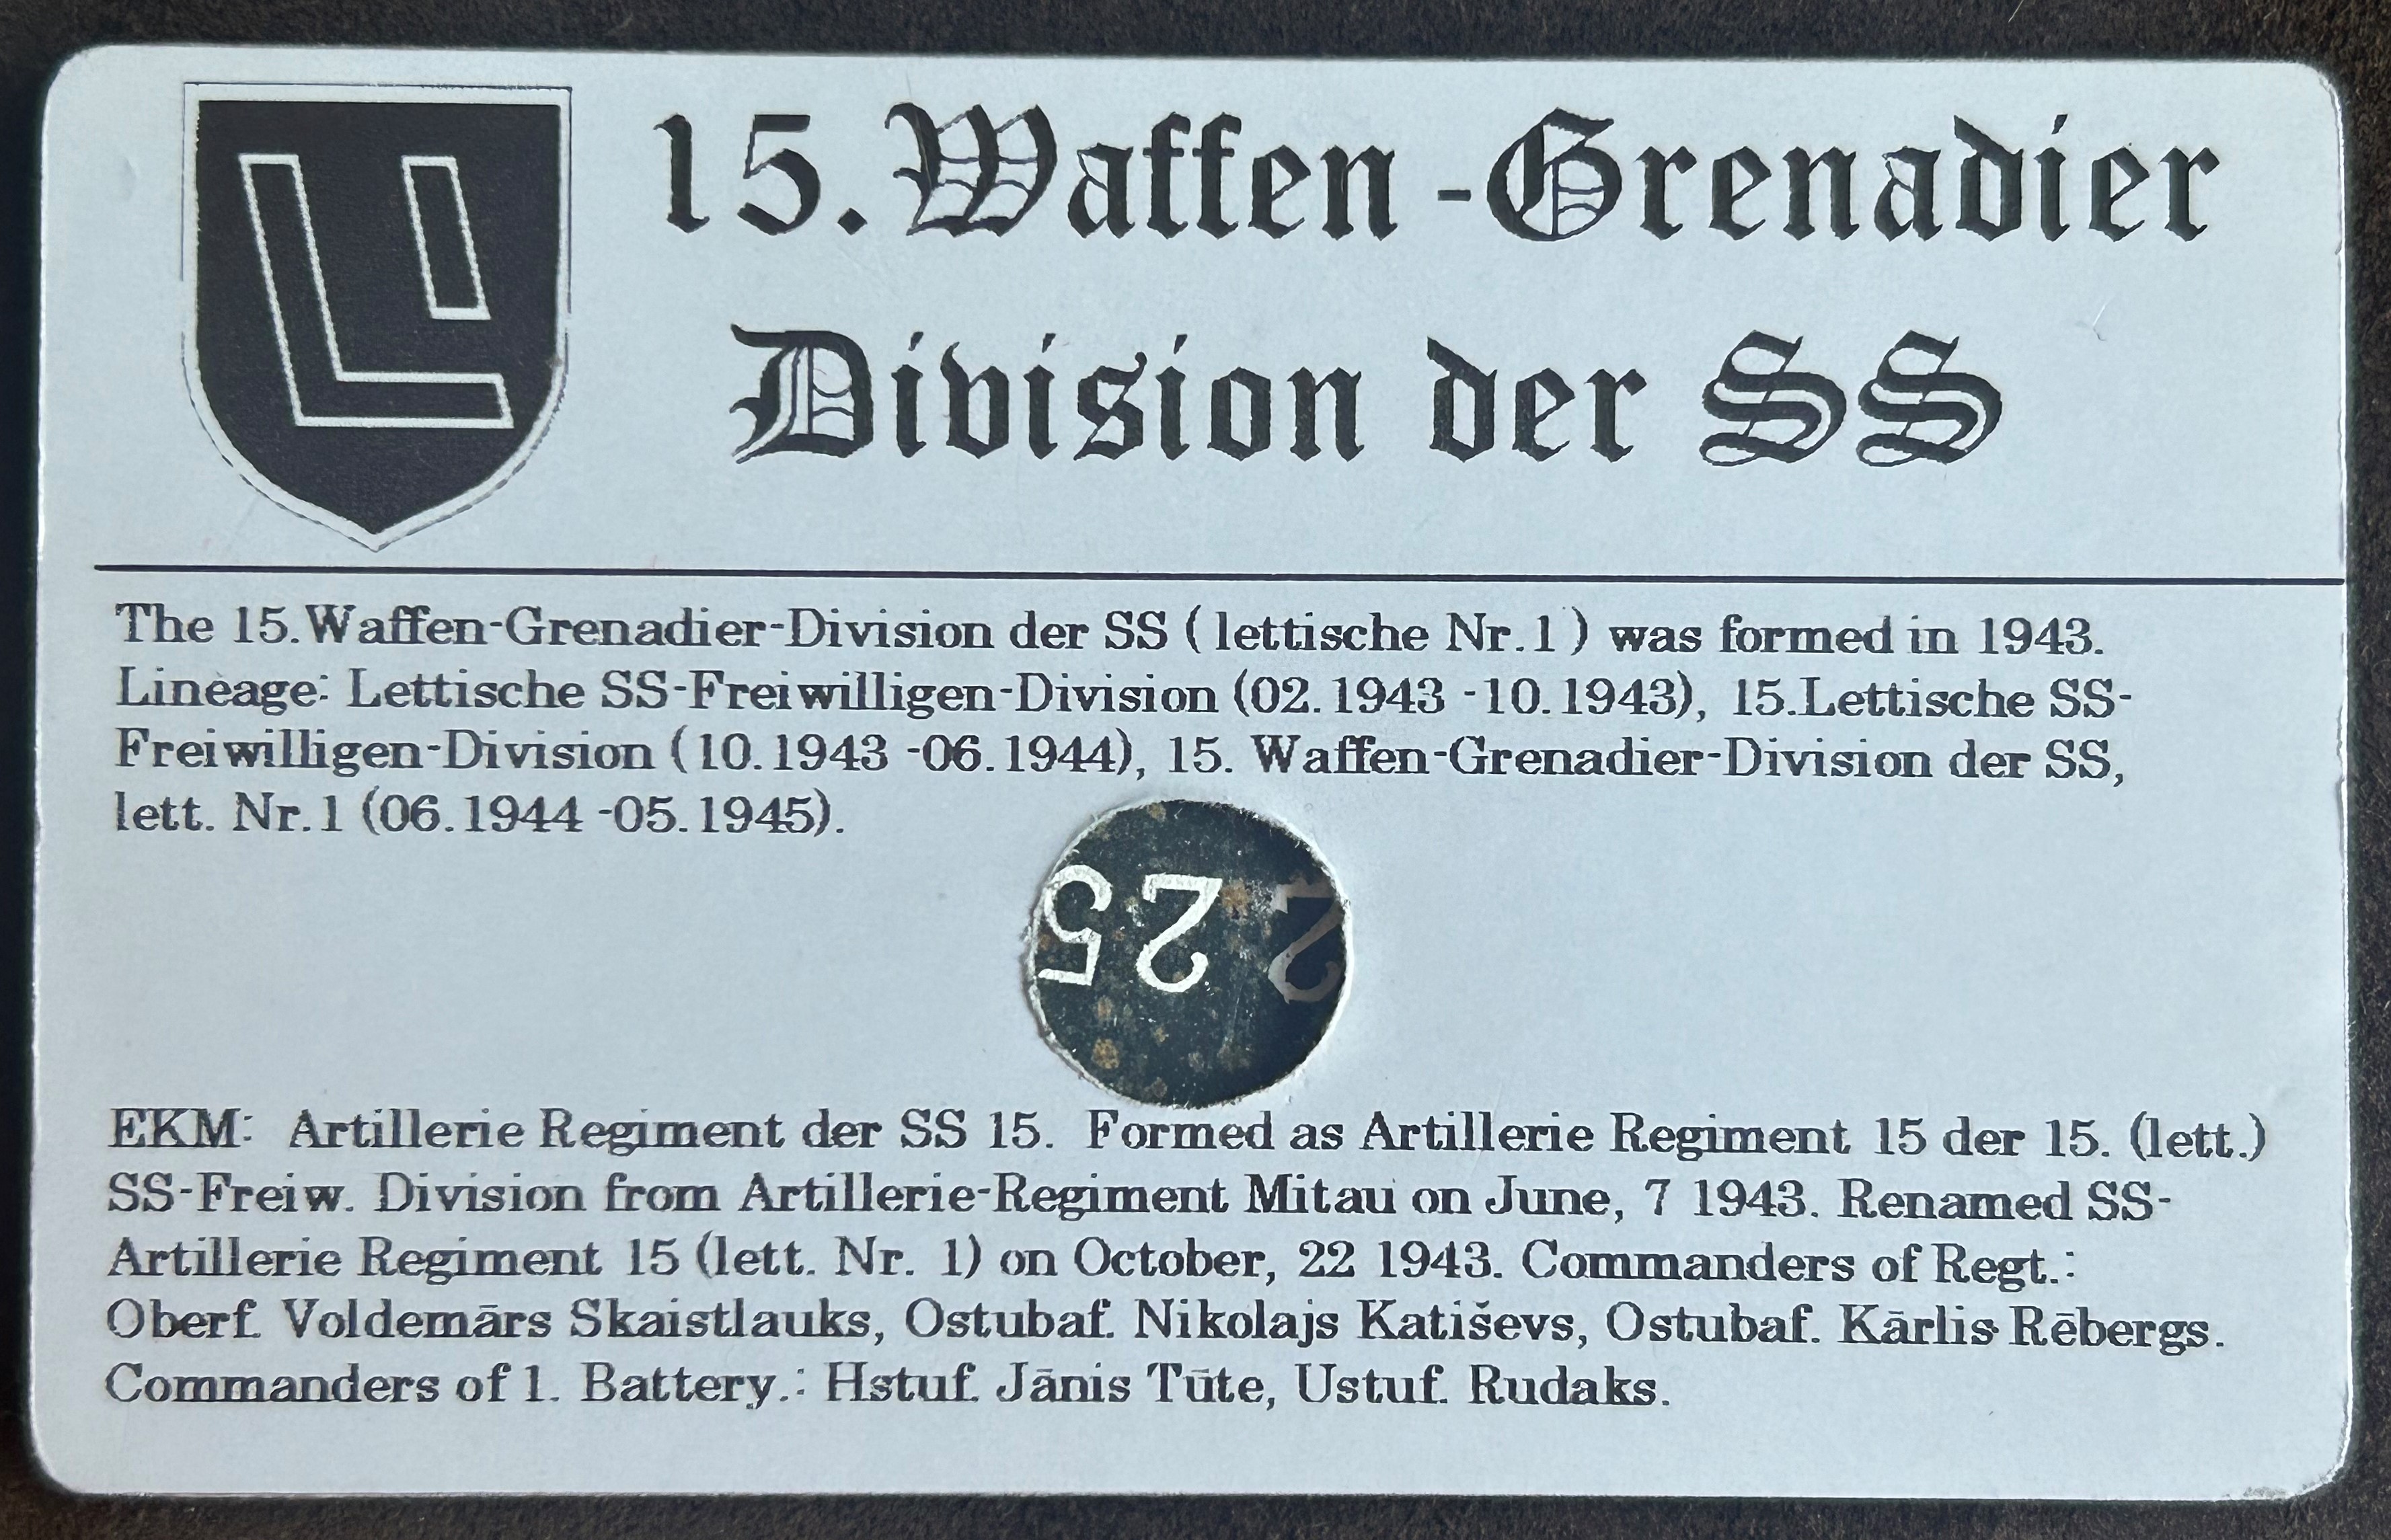 15.Waffen-Grenadier
Division der SS
The 15.Waffen-Grenadier-Division der SS (lettische Nr.1) was formed in 1943.
Lineage: Lettische SS-Freiwilligen-Division (02.1943 -10.1943), 15.Lettische SS-
Freiwilligen-Division (10.1943 -06.1944), 15. Waffen-Grenadier-Division der SS,
lett. Nr.1 (06.1944 -05.1945).
25
2
EKM: Artillerie Regiment der SS 15. Formed as Artillerie Regiment 15 der 15. (lett.)
SS-Freiw. Division from Artillerie-Regiment Mitau on June, 7 1943. Renamed SS-
Artillerie Regiment 15 (lett. Nr. 1) on October, 22 1943. Commanders of Regt.:
Oberf. Voldemārs Skaistlauks, Ostubaf. Nikolajs Katiševs, Ostubaf. Kārlis Rēbergs.
Commanders of 1. Battery.: Hstuf. Jānis Tūte, Ustuf. Rudaks.